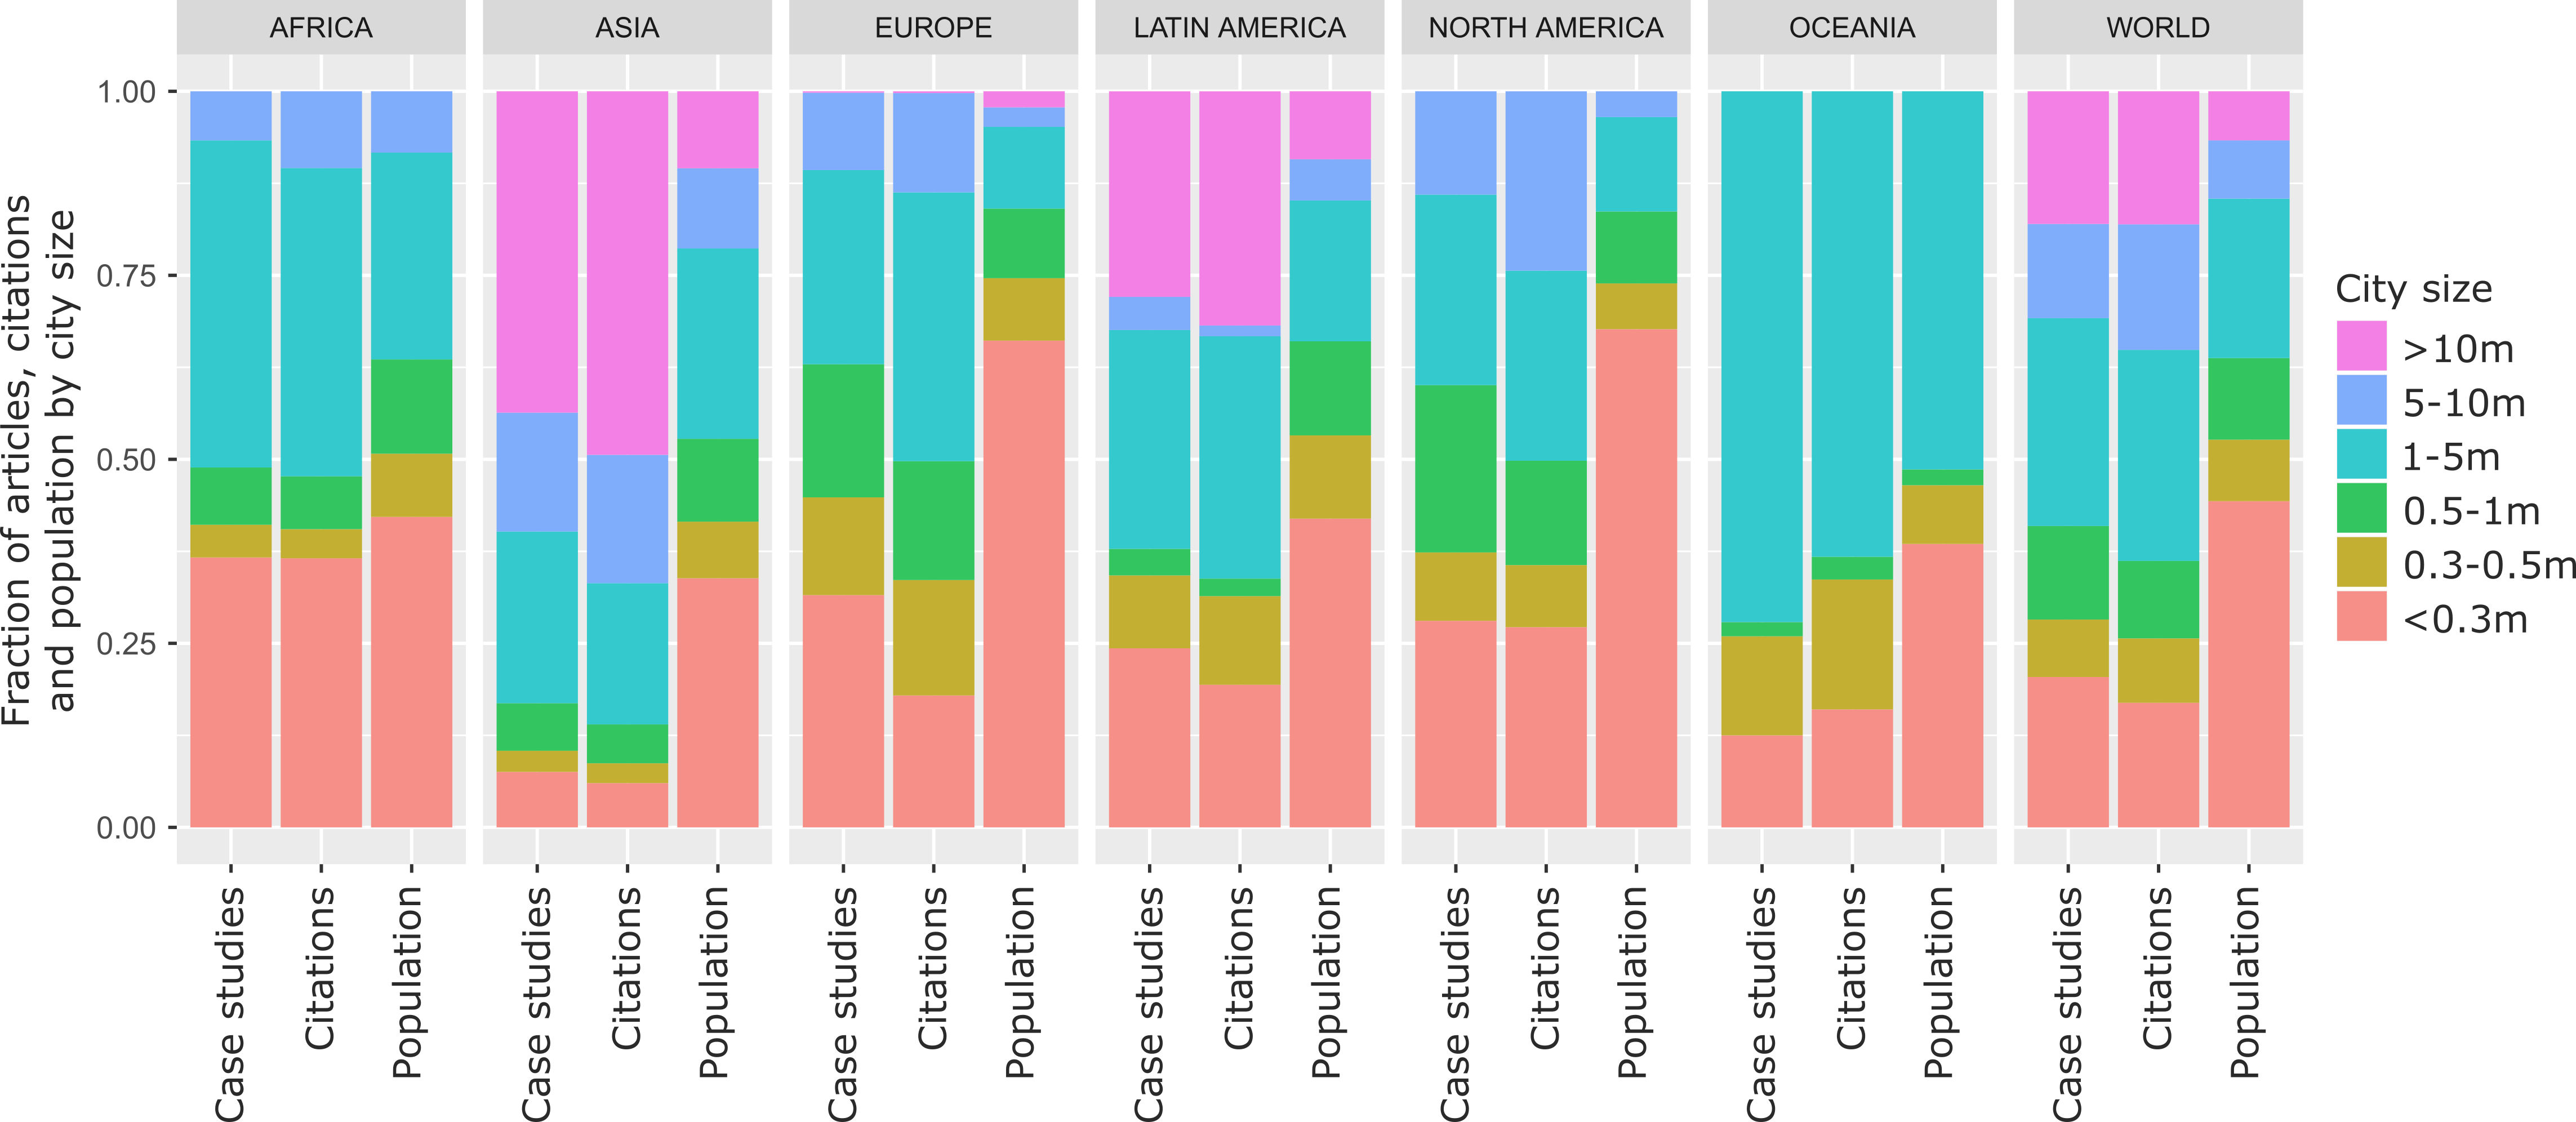 AFRICA
ASIA
EUROPE
LATIN AMERICA
NORTH AMERICA
OCEANIA
WORLD
Fraction of articles, citations
and population by city size
1.00
0.75
0.50
0.25
0.00
Case studies
Citations
Population
Case studies
Citations
Population
Case studies
Citations
Population
Case studies
Citations
Population
Case studies
Citations
Population
Case studies
Citations
Population
Case studies
Citations
Population
City size
>10m
5-10m
1-5m
0.5-1m
0.3-0.5m
<0.3m